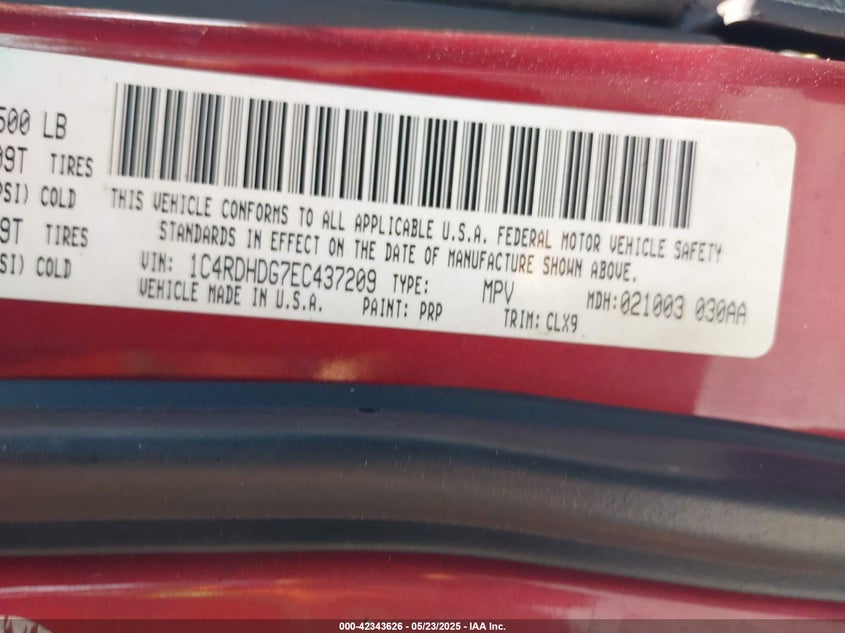 500 LB
09T TIRES
PSI) COLD
9T TIRES
SI) COLD
THIS VEHICLE CONFORMS TO ALL APPLICABLE U.S.A. FEDERAL MOTOR VEHICLE SAFETY
STANDARDS IN EFFECT ON THE DATE OF MANUFACTURE SHOWN ABOVE.
VIN: 1C4RDHDG7EC437209 TYPE: MPV MDH: 021003 030AA
VEHICLE MADE IN U.S.A. PAINT: PRP TRIM: CLX9
000-42343626 - 05/23/2025 - IAA Inc.